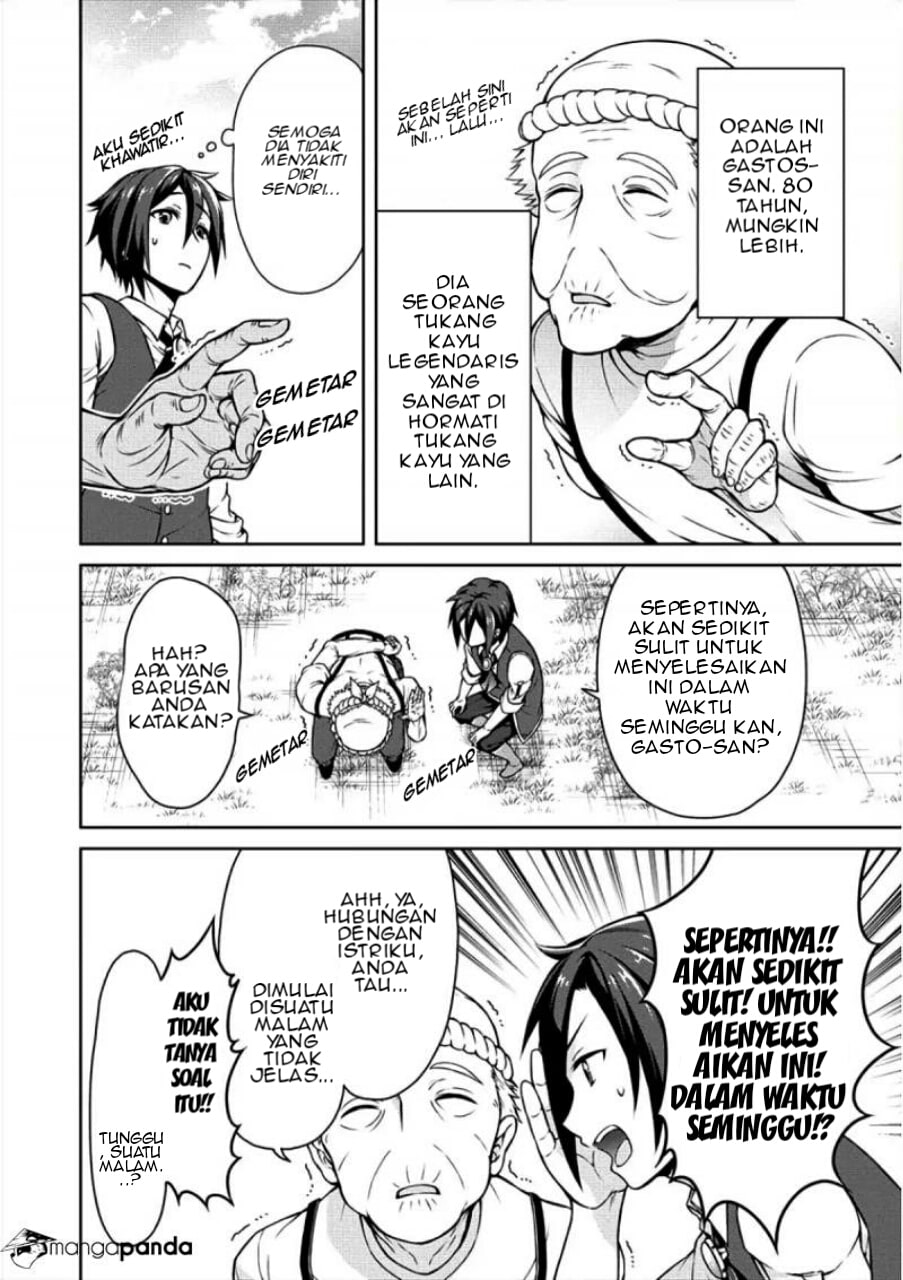 ORANG INI
ADALAH
GASTOS-
SAN. 80
TAHUN,
MUNGKIN
LEBIH.
SEBELAH SINI
AKAN SEPERTI
INI... LALU...
DIA
SEORANG
TUKANG
KAYU
LEGENDARIS
YANG
SANGAT DI
HORMATI
TUKANG
KAYU YANG
LAIN.
SEMOGA
DIA TIDAK
MENYAKITI
DIRI
SENDIRI...
AKU SEDIKIT
KHAWATIR...
GEMETAR
GEMETAR
SEPERTINYA,
AKAN SEDIKIT
SULIT UNTUK
MENYELESAIKAN
INI DALAM
WAKTU
SEMINGGU KAN,
GASTO-SAN?
GEMETAR
GEMETAR
HAH?
APA YANG
BARUSAN
ANDA
KATAKAN?
SEPERTINYA!!
AKAN SEDIKIT
SULIT! UNTUK
MENYELES
AIKAN INI!
DALAM WAKTU
SEMINGGU!?
AHH, YA,
HUBUNGAN
DENGAN
ISTRIKU,
ANDA
TAU...
DIMULAI
DISUATU
MALAM
YANG
TIDAK
JELAS...
AKU
TIDAK
TANYA
SOAL
ITU!!
TUNGGU
, SUATU
MALAM.
. .?
mangapanda